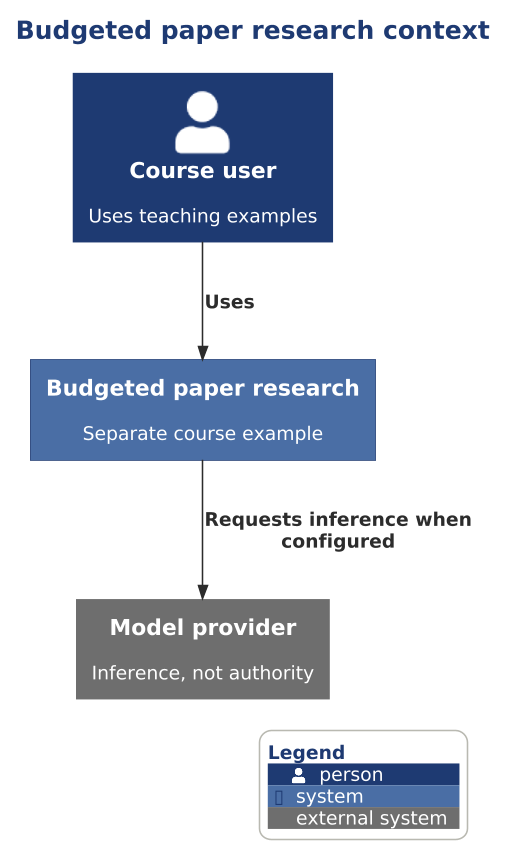 Budgeted paper research context
Course user
Uses teaching examples
Uses
Budgeted paper research
Separate course example
Requests inference when
configured
Model provider
Inference, not authority
Legend
person
system
external system